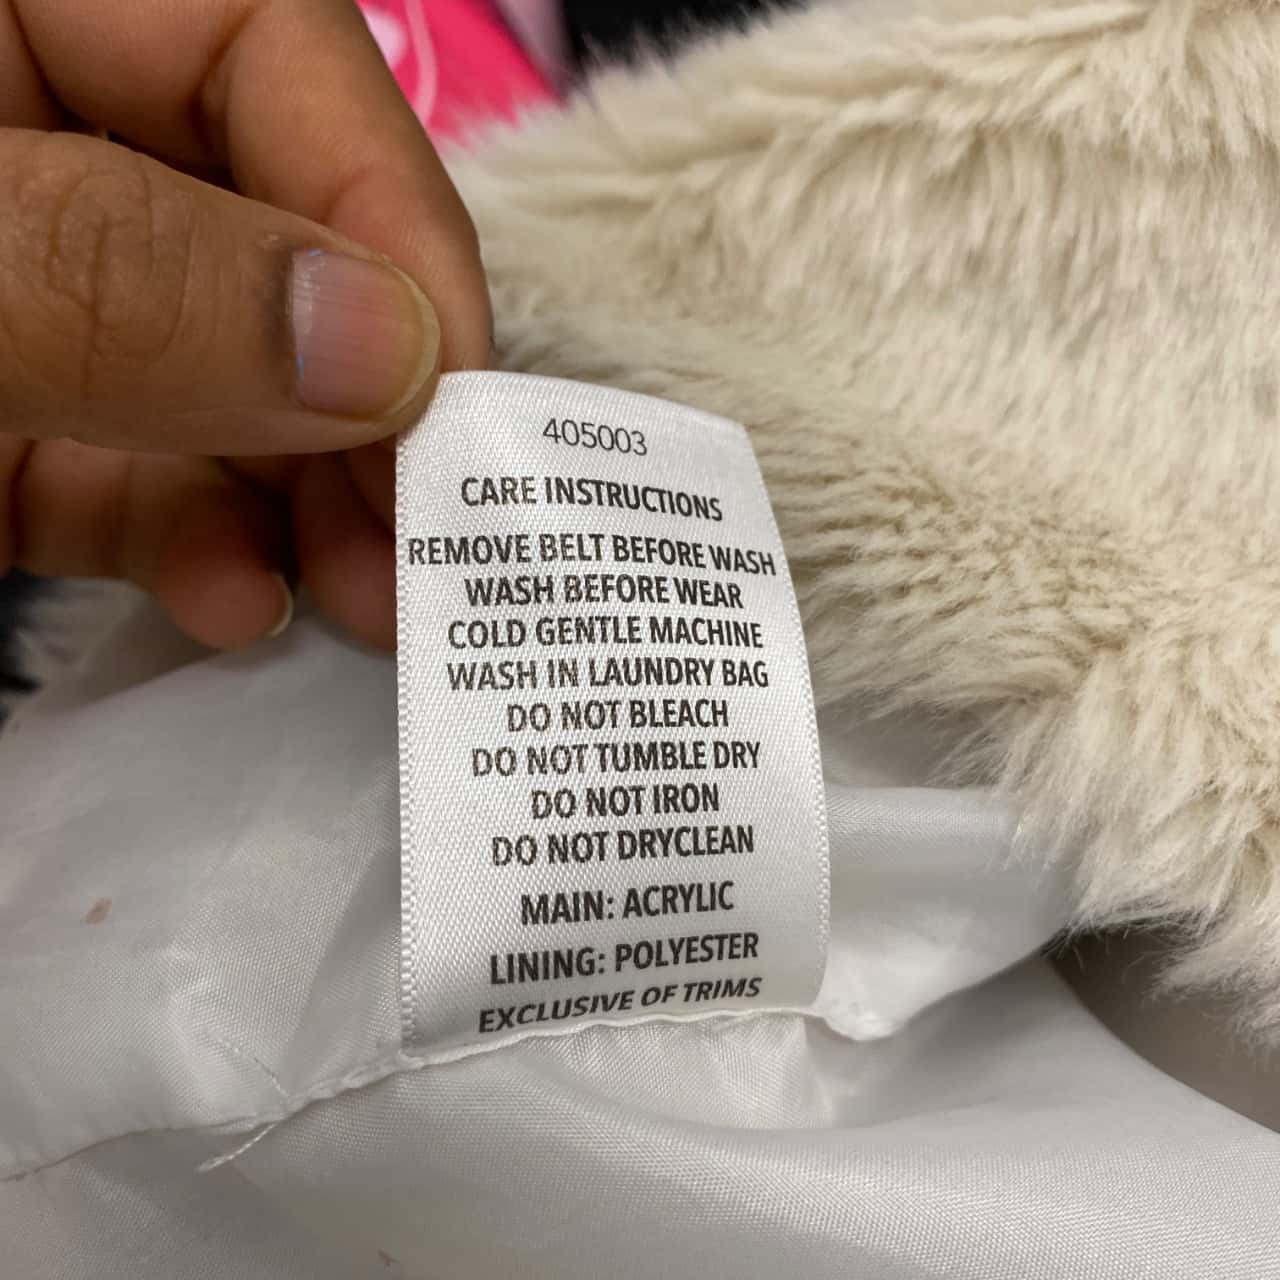 405003
CARE INSTRUCTIONS
REMOVE BELT BEFORE WASH
WASH BEFORE WEAR
COLD GENTLE MACHINE
WASH IN LAUNDRY BAG
DO NOT BLEACH
DO NOT TUMBLE DRY
DO NOT IRON
DO NOT DRYCLEAN
MAIN: ACRYLIC
LINING: POLYESTER
EXCLUSIVE OF TRIMS